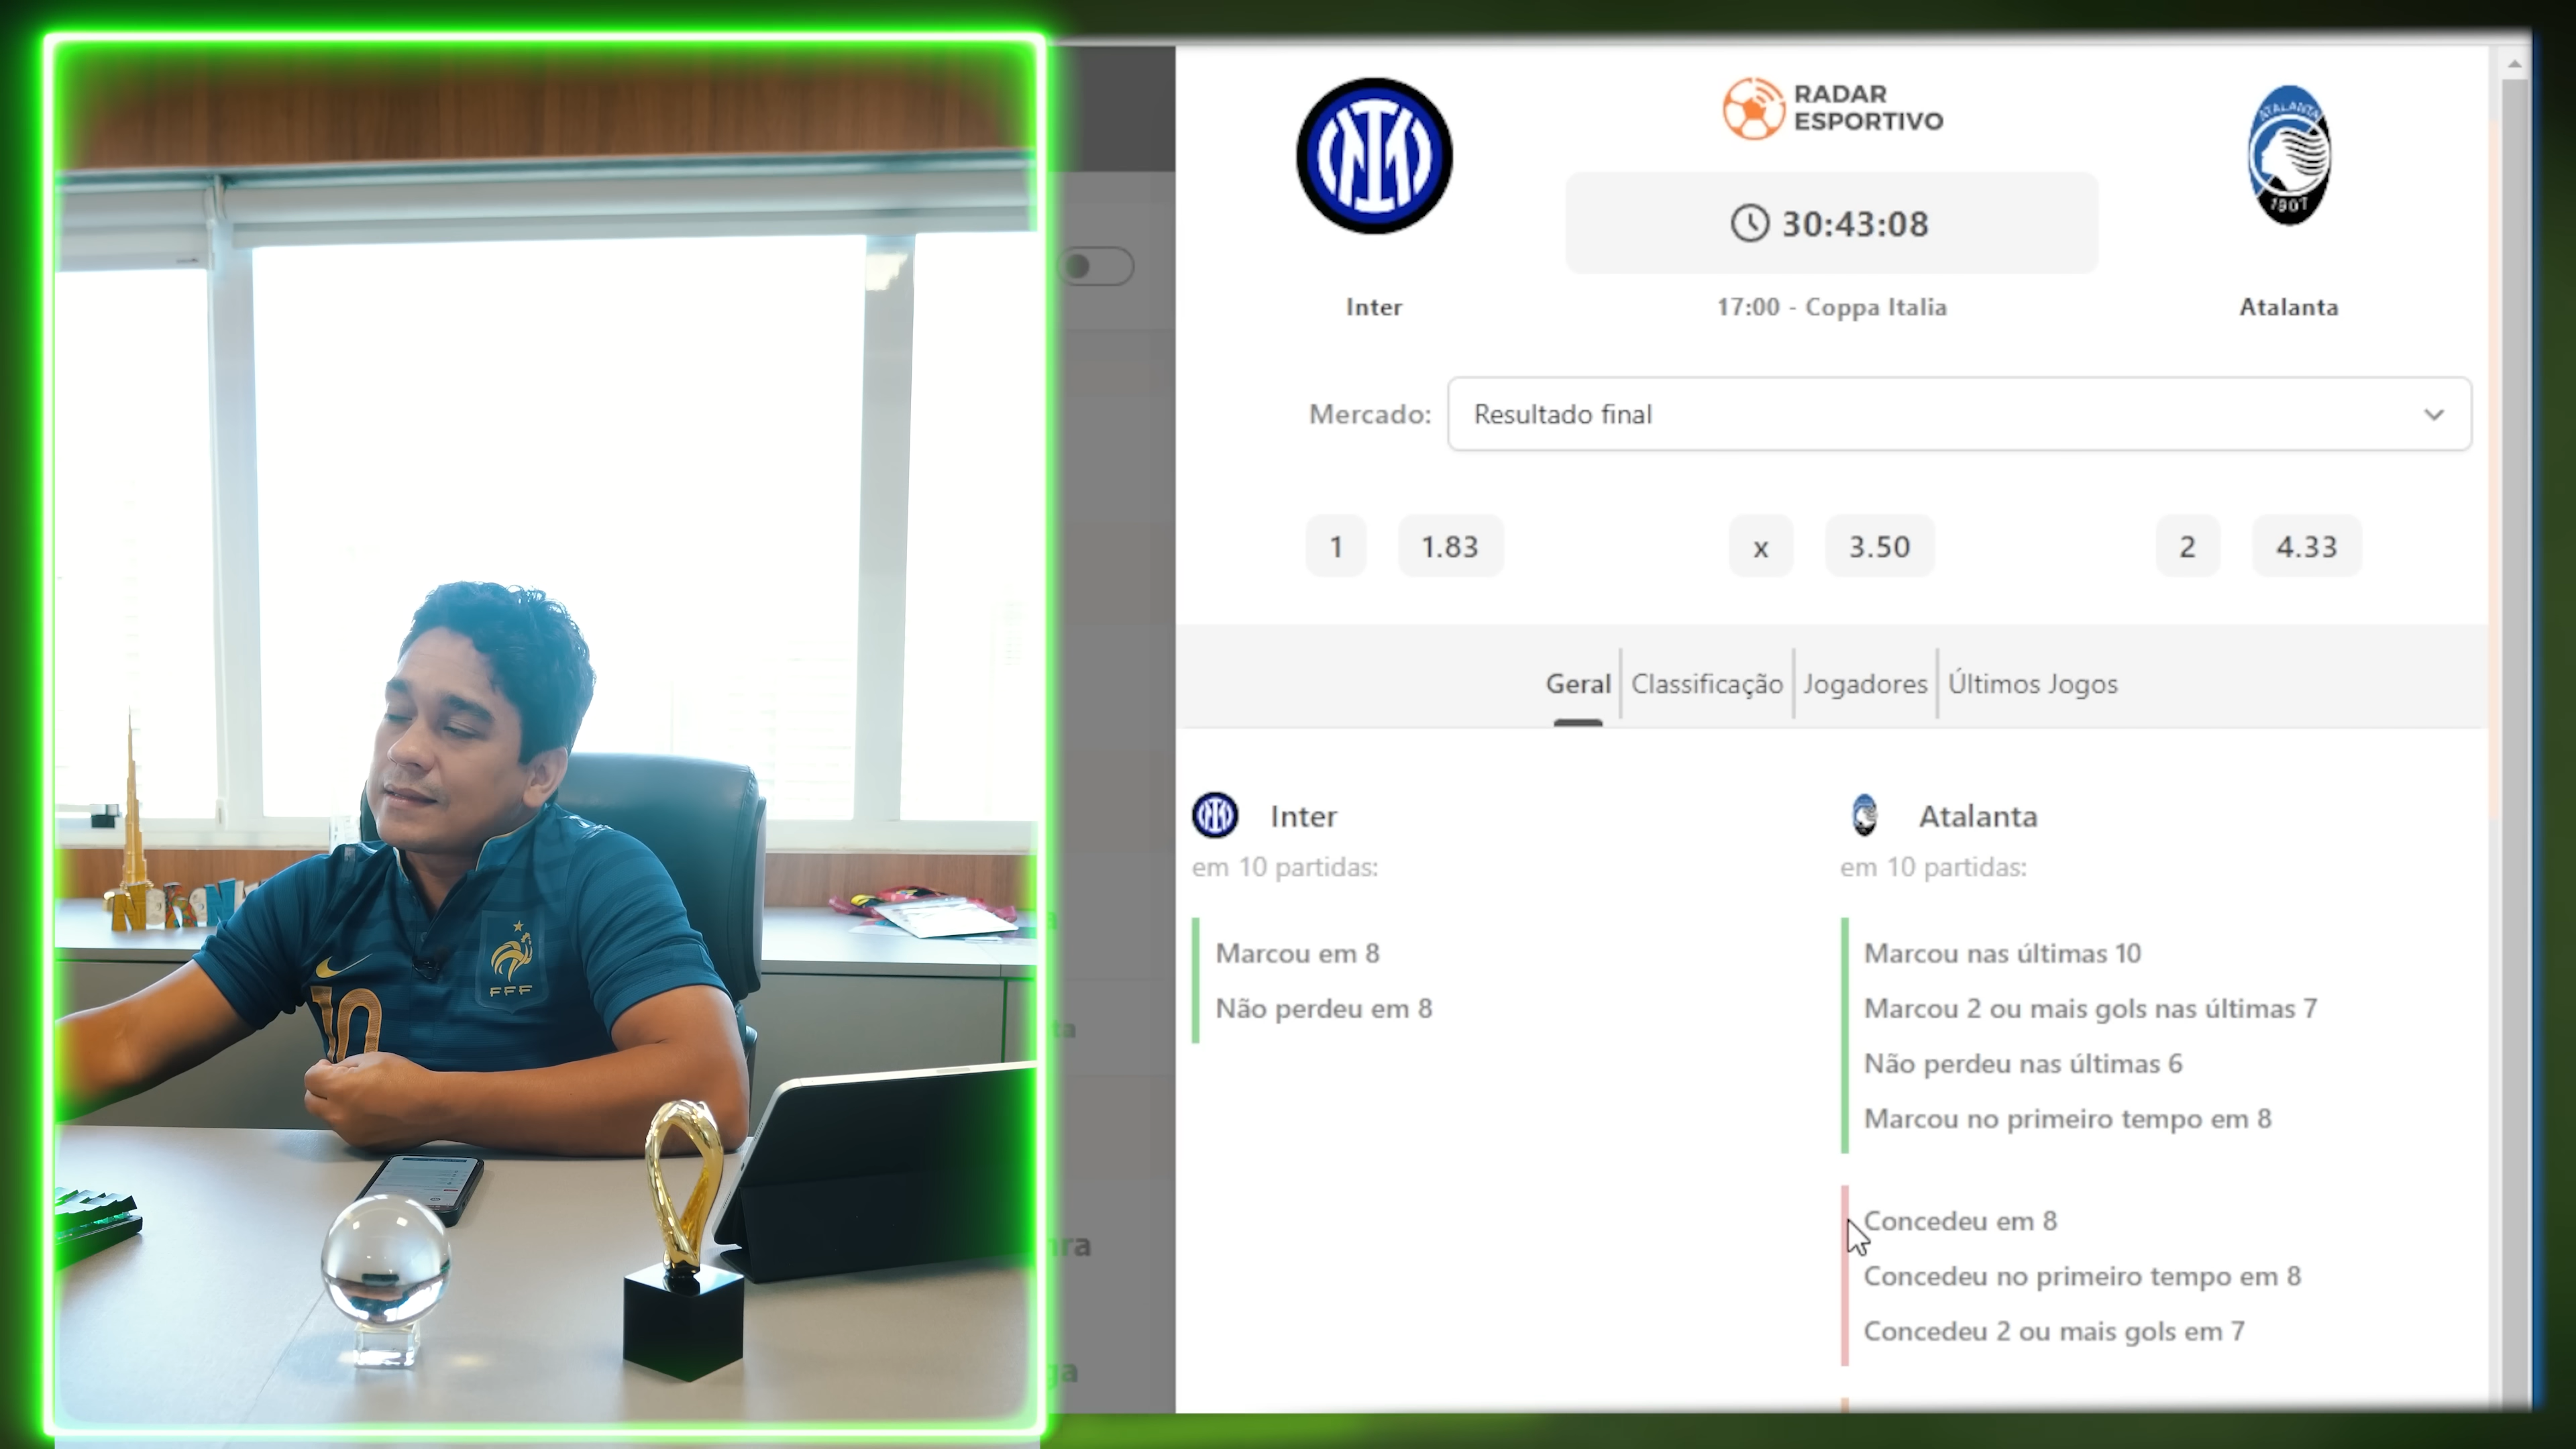 ATALANTA
1907
RADAR
ESPORTIVO
30:43:08
Inter
17:00 - Coppa Italia
Atalanta
Mercado:
Resultado final
1
1.83
x
3.50
2
4.33
Geral
Classificação
Jogadores
Últimos Jogos
Inter
em 10 partidas:
Marcou em 8
Não perdeu em 8
Atalanta
em 10 partidas:
Marcou nas últimas 10
Marcou 2 ou mais gols nas últimas 7
Não perdeu nas últimas 6
Marcou no primeiro tempo em 8
Concedeu em 8
Concedeu no primeiro tempo em 8
Concedeu 2 ou mais gols em 7
FFF
10